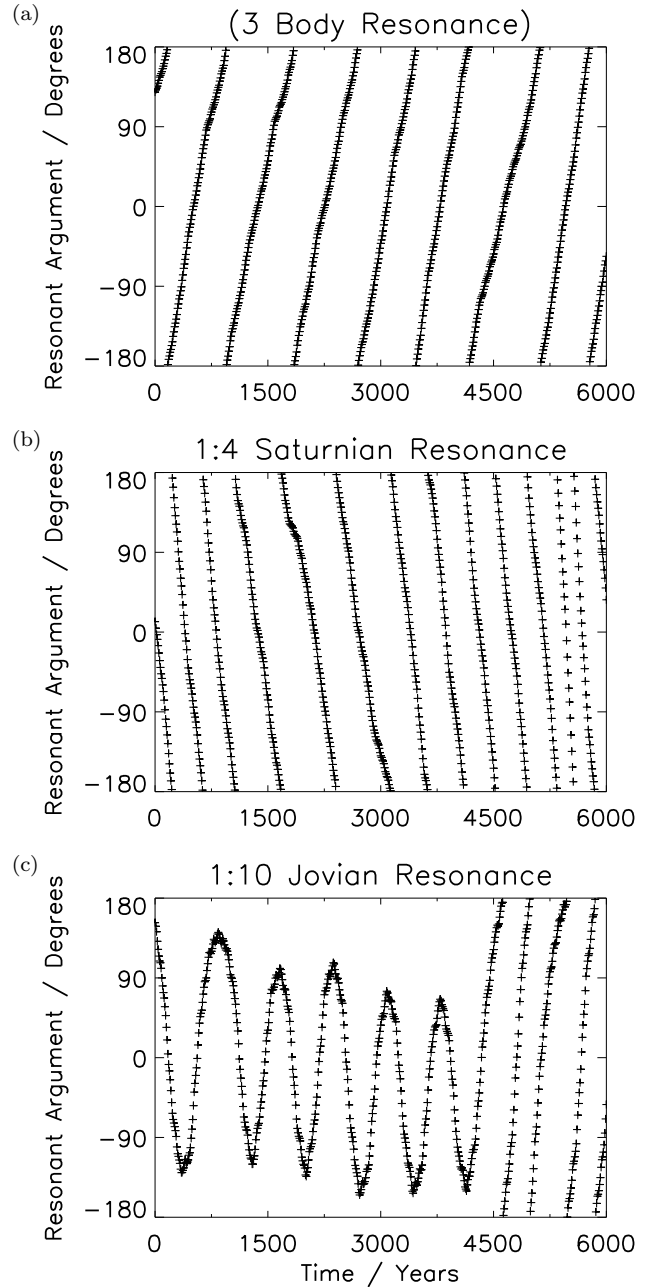 (a)
(3 Body Resonance)
Resonant Argument / Degrees
180
90
0
−90
−180
0 1500 3000 4500 6000
(b)
1:4 Saturnian Resonance
Resonant Argument / Degrees
180
90
0
−90
−180
0 1500 3000 4500 6000
(c)
1:10 Jovian Resonance
Resonant Argument / Degrees
180
90
0
−90
−180
0 1500 3000 4500 6000
Time / Years